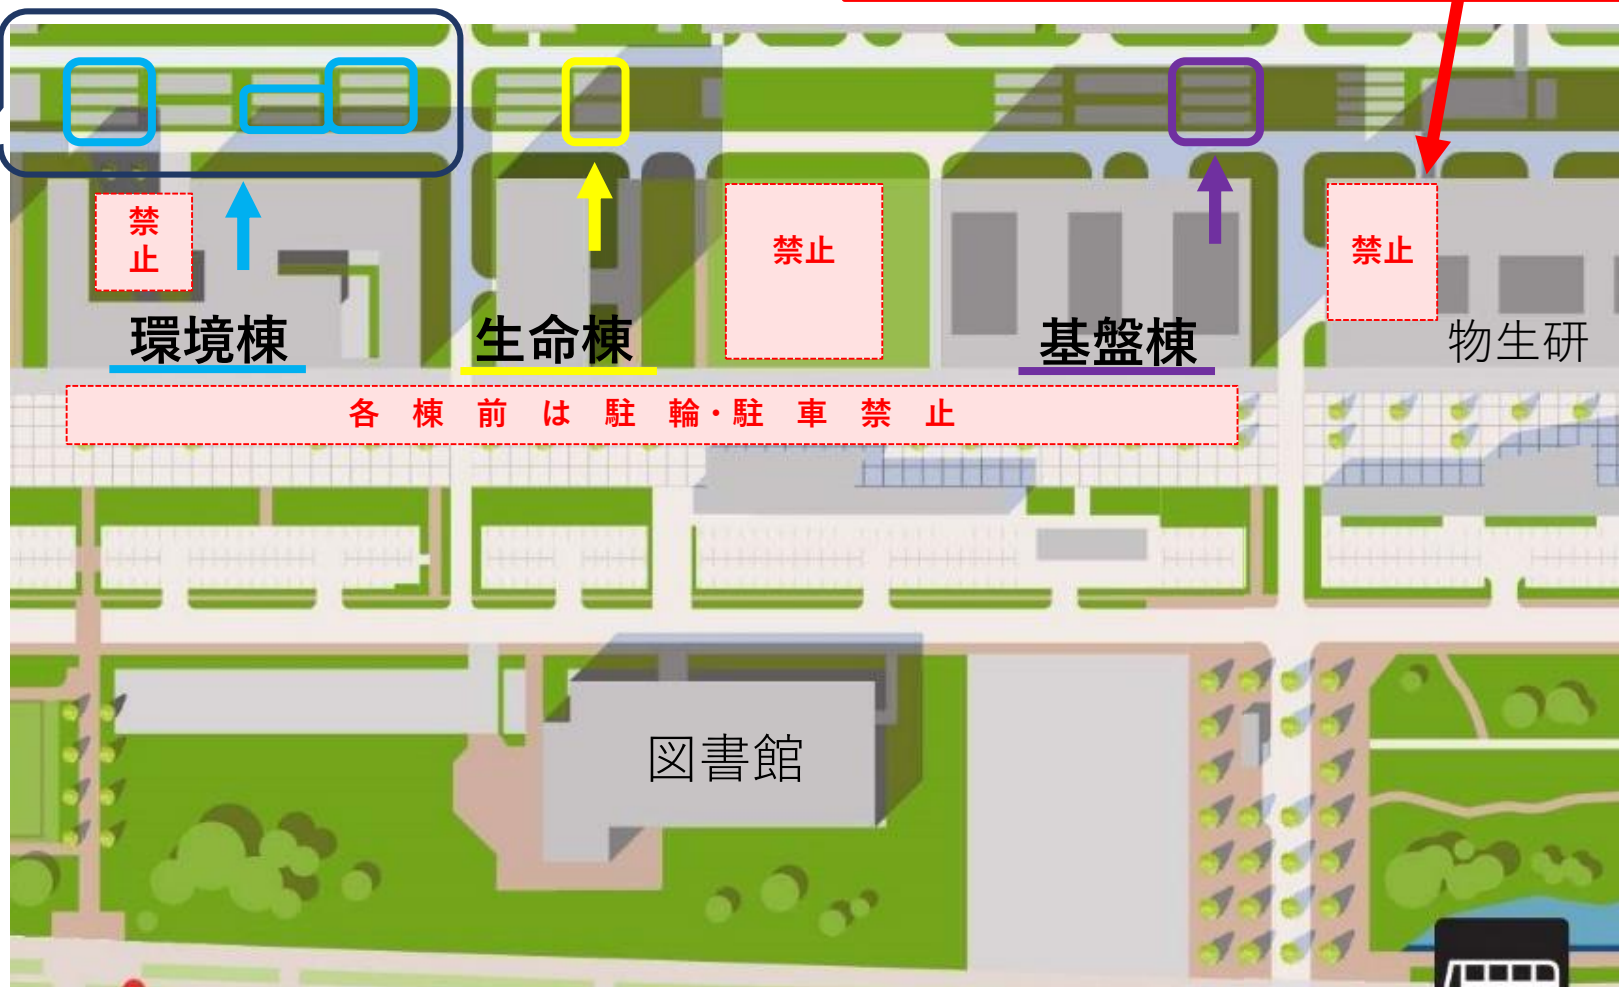 禁
止
禁止
禁止
環境棟
生命棟
基盤棟
物生研
各棟前は駐輪・駐車禁止
図書館